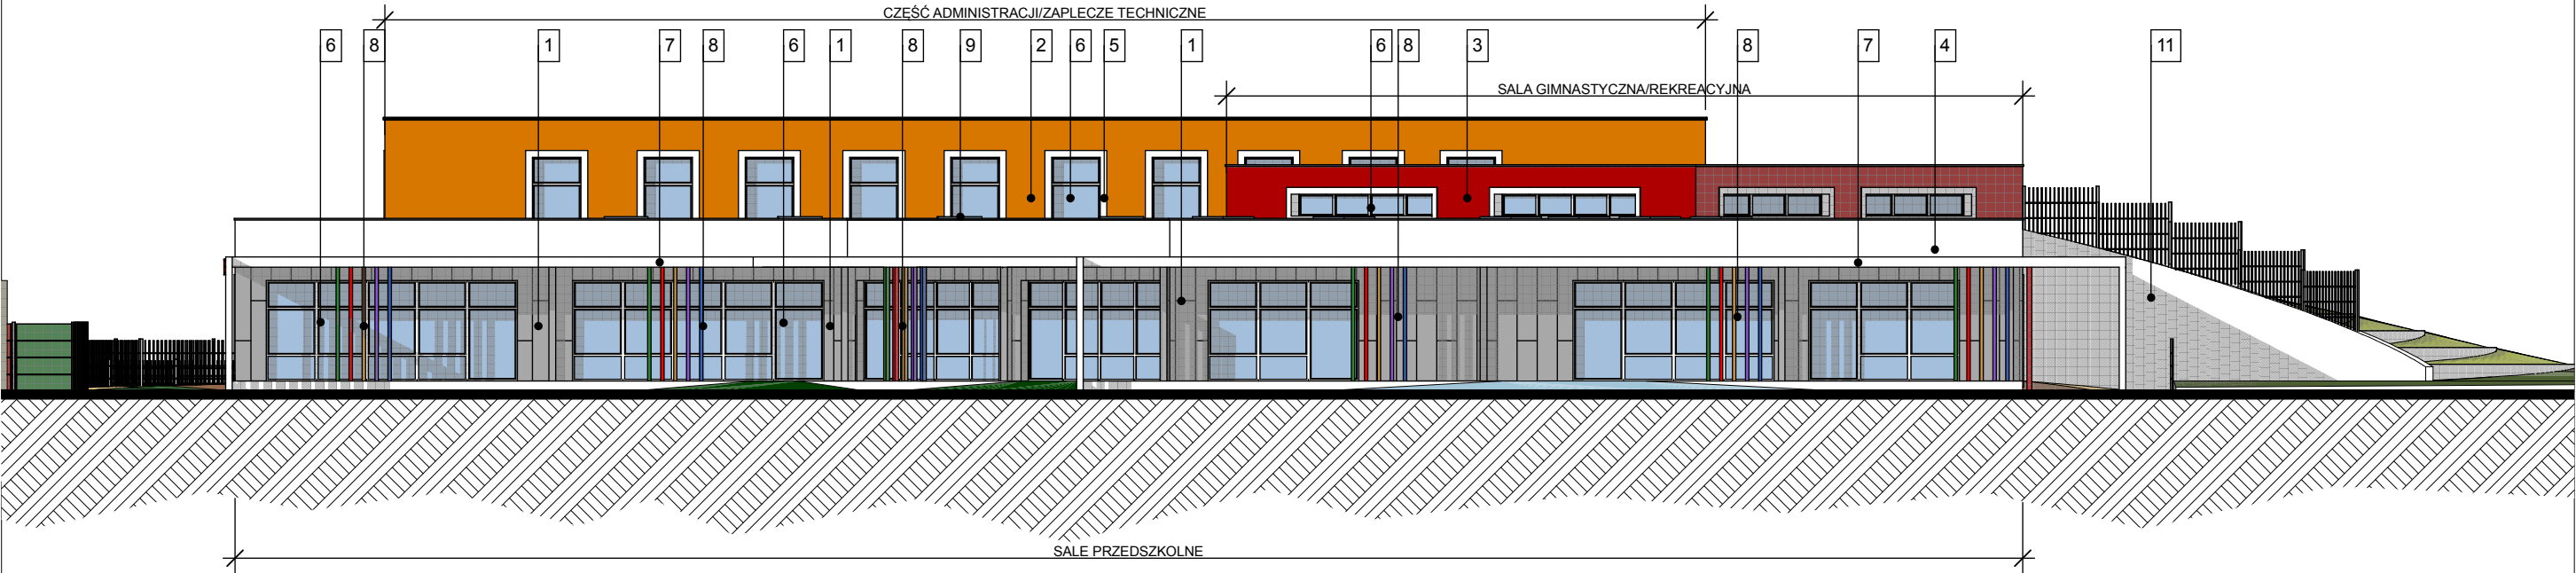 CZĘŚĆ ADMINISTRACJI/ZAPLECZE TECHNICZNE
6 8 1 7 8 6 1 8 9 2 6 5 1 6 8 3 8 7 4 11
SALA GIMNASTYCZNA/REKREACYJNA
SALE PRZEDSZKOLNE